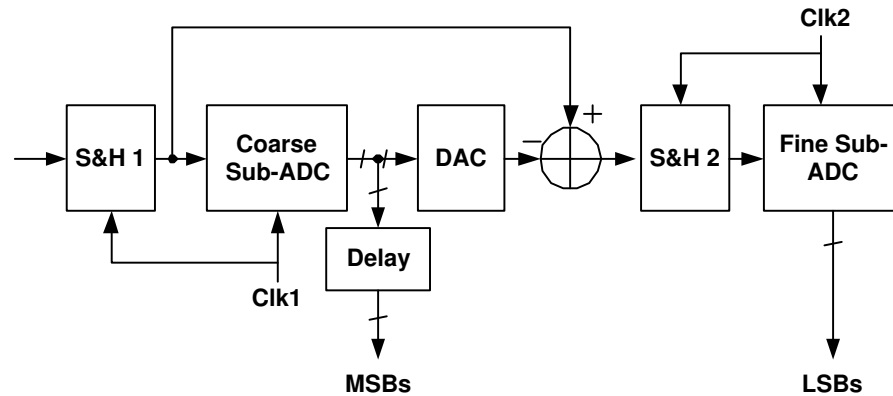 Clk2
+
S&H 1
Coarse
Sub-ADC
DAC
−
S&H 2
Fine Sub-
ADC
Delay
Clk1
MSBs
LSBs